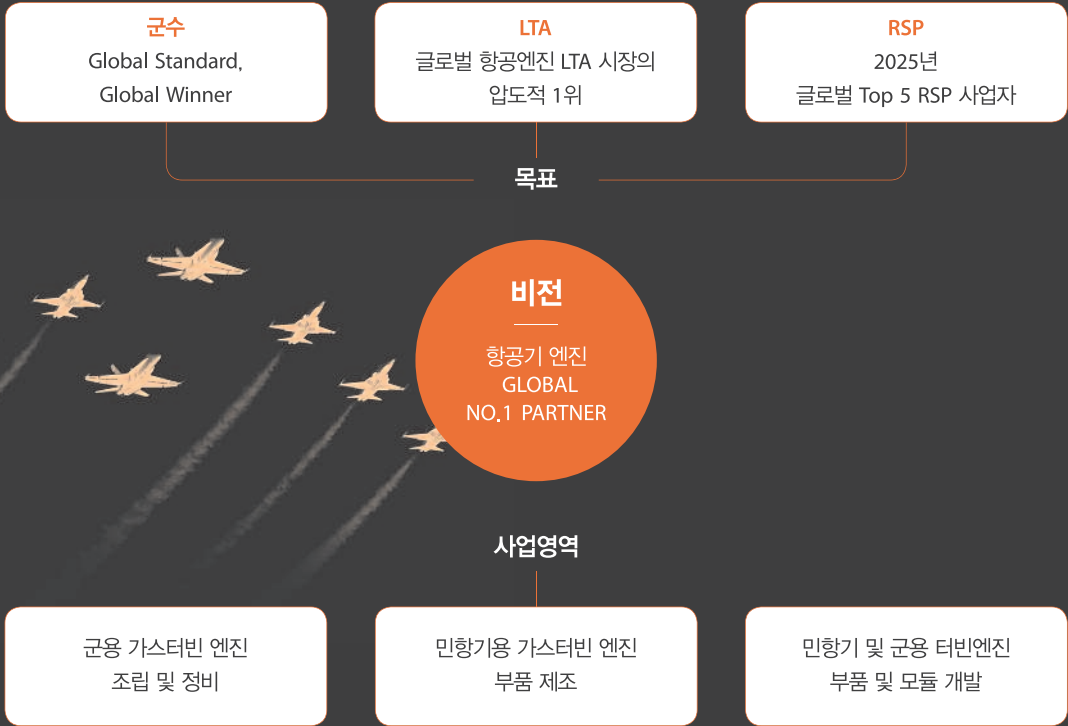 군수
Global Standard,
Global Winner
LTA
글로벌 항공엔진 LTA 시장의
압도적 1위
RSP
2025년
글로벌 Top 5 RSP 사업자
목표
비전
항공기 엔진
GLOBAL
NO.1 PARTNER
사업영역
군용 가스터빈 엔진
조립 및 정비
민항기용 가스터빈 엔진
부품 제조
민항기 및 군용 터빈엔진
부품 및 모듈 개발